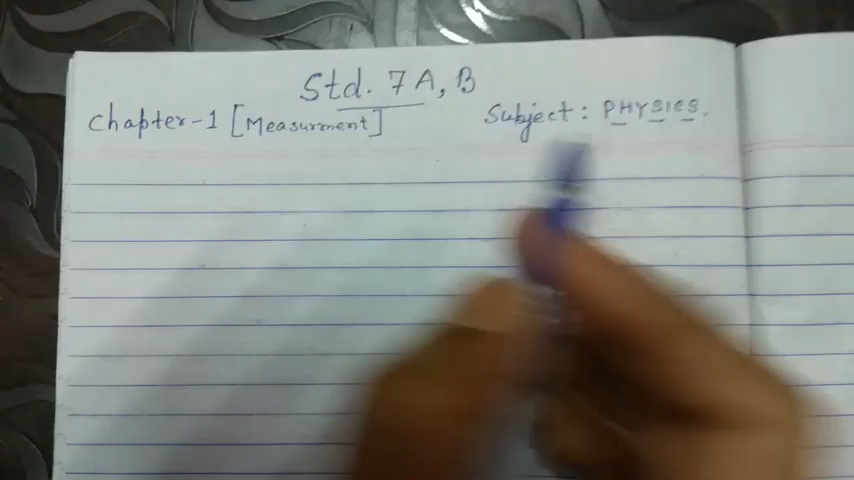 Std. 7 A, B
Chapter-1 [Measurment] Subject: PHYSICS.